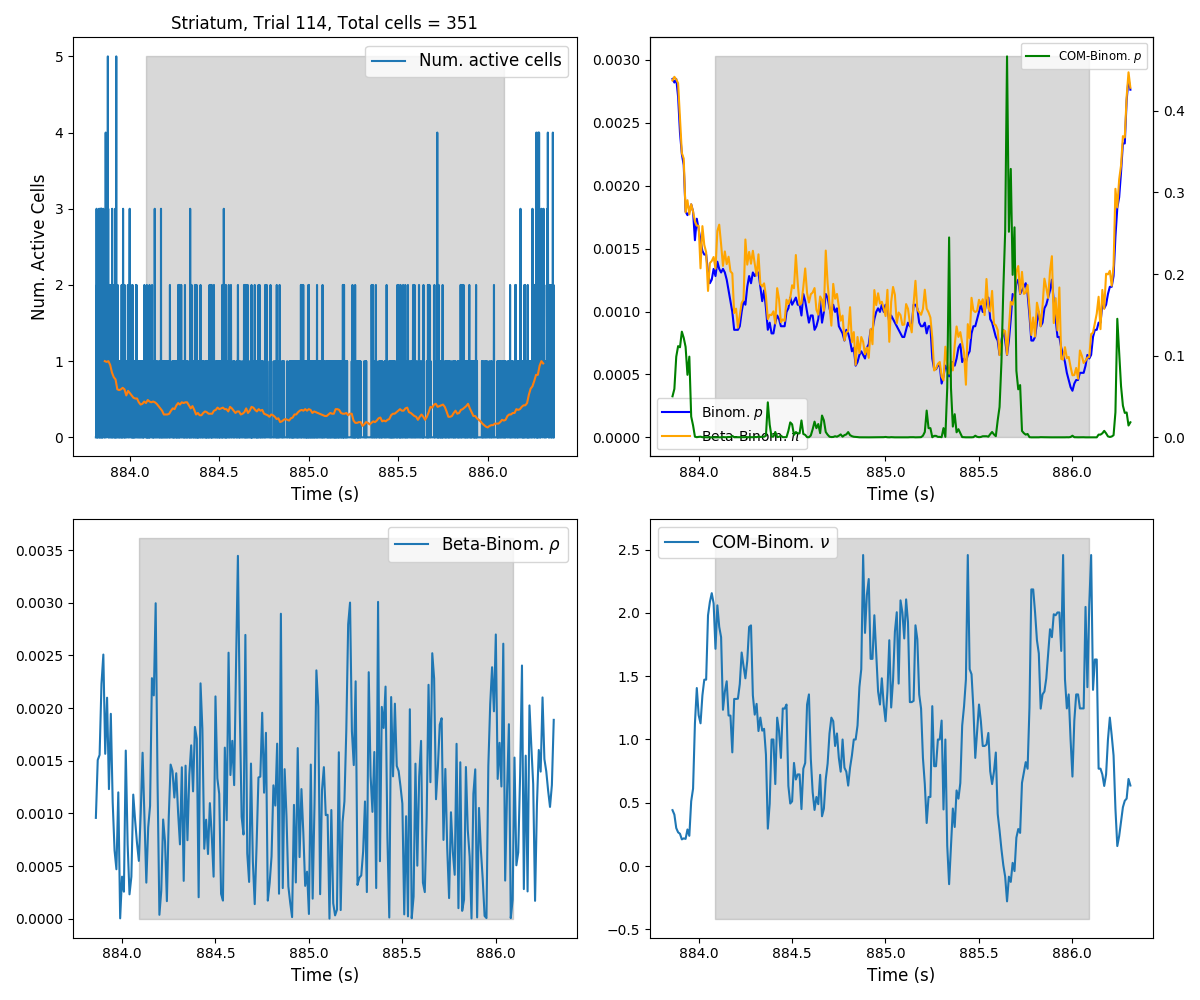 Striatum, Trial 114, Total cells = 351
Num. active cells
Num. Active Cells
5
4
3
2
1
0
884.0 884.5 885.0 885.5 886.0
Time (s)
COM-Binom. p
0.0030
0.0025
0.0020
0.0015
0.0010
0.0005
0.0000
0.4
0.3
0.2
0.1
0.0
Binom. p
Beta-Binom. π
884.0 884.5 885.0 885.5 886.0
Time (s)
Beta-Binom. ρ
0.0035
0.0030
0.0025
0.0020
0.0015
0.0010
0.0005
0.0000
884.0 884.5 885.0 885.5 886.0
Time (s)
COM-Binom. ν
2.5
2.0
1.5
1.0
0.5
0.0
−0.5
884.0 884.5 885.0 885.5 886.0
Time (s)